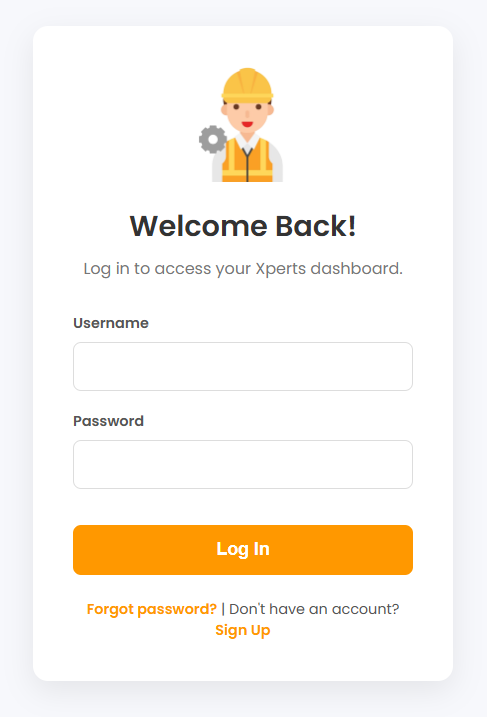 Welcome Back!
Log in to access your Xperts dashboard.
Username
Password
Log In
Forgot password? | Don't have an account?
Sign Up